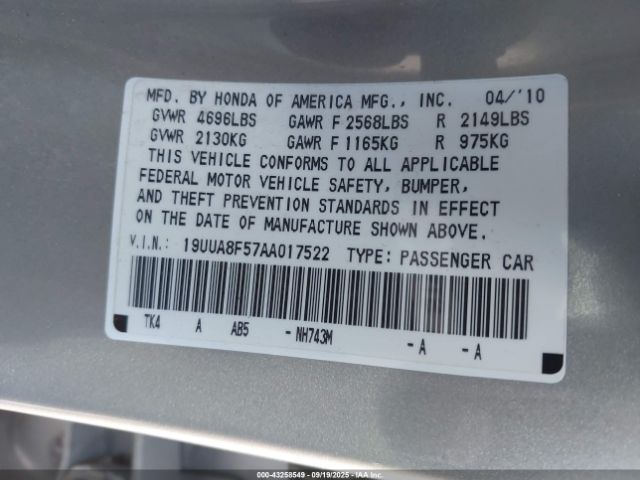 MFD. BY HONDA OF AMERICA MFG., INC. 04/'10
GVWR 4696LBS GAWR F 2568LBS R 2149LBS
GVWR 2130KG GAWR F 1165KG R 975KG
THIS VEHICLE CONFORMS TO ALL APPLICABLE
FEDERAL MOTOR VEHICLE SAFETY, BUMPER,
AND THEFT PREVENTION STANDARDS IN EFFECT
ON THE DATE OF MANUFACTURE SHOWN ABOVE.
V.I.N.: 19UUA8F57AA017522 TYPE: PASSENGER CAR
TK4 A AB5 - NH743M - A - A
000-43258549 - 09/19/2025 - IAAI.COM